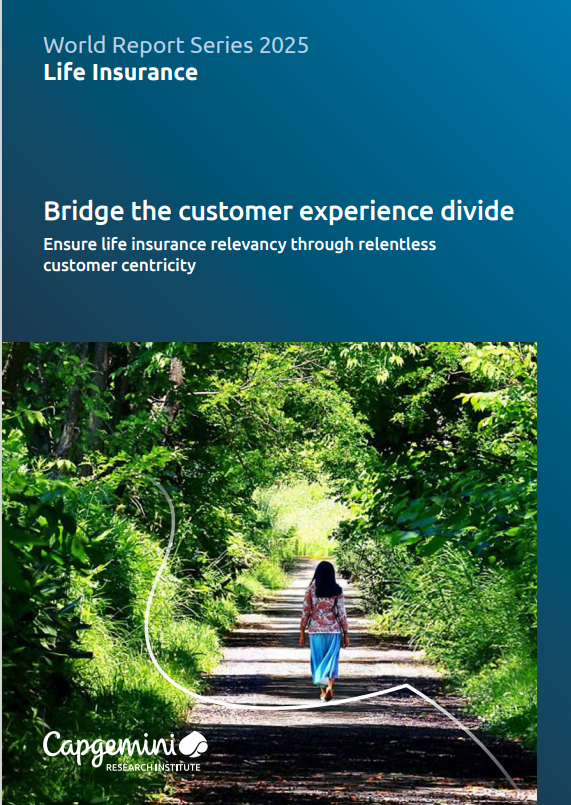 World Report Series 2025
Life Insurance
Bridge the customer experience divide
Ensure life insurance relevancy through relentless
customer centricity
Capgemini
RESEARCH INSTITUTE